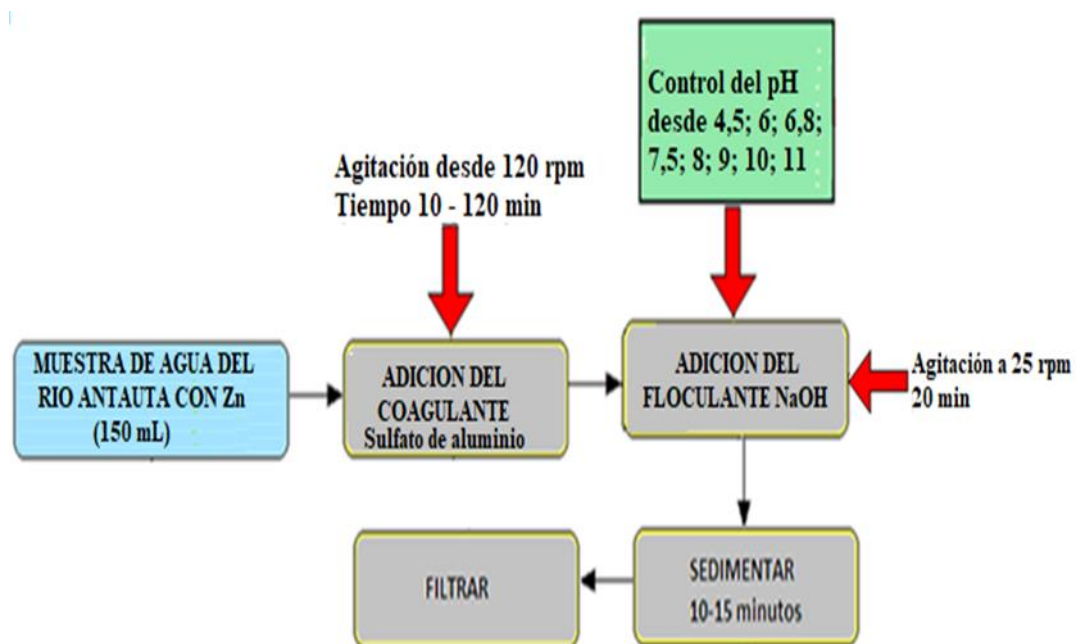 Control del pH
desde 4,5; 6; 6,8;
7,5; 8; 9; 10; 11
Agitación desde 120 rpm
Tiempo 10 - 120 min
MUESTRA DE AGUA DEL
RIO ANTAUTA CON Zn
(150 mL)
ADICION DEL
COAGULANTE
Sulfato de aluminio
ADICION DEL
FLOCULANTE NaOH
Agitación a 25 rpm
20 min
SEDIMENTAR
10-15 minutos
FILTRAR